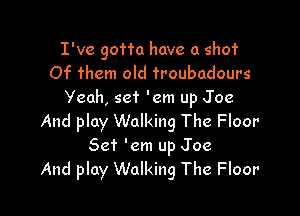 I've gotta have a shot
Of them old troubadours
Yeah, set 'em up Joe
And play Walking The Floor
Set 'em up Joe
And play Walking The Floor